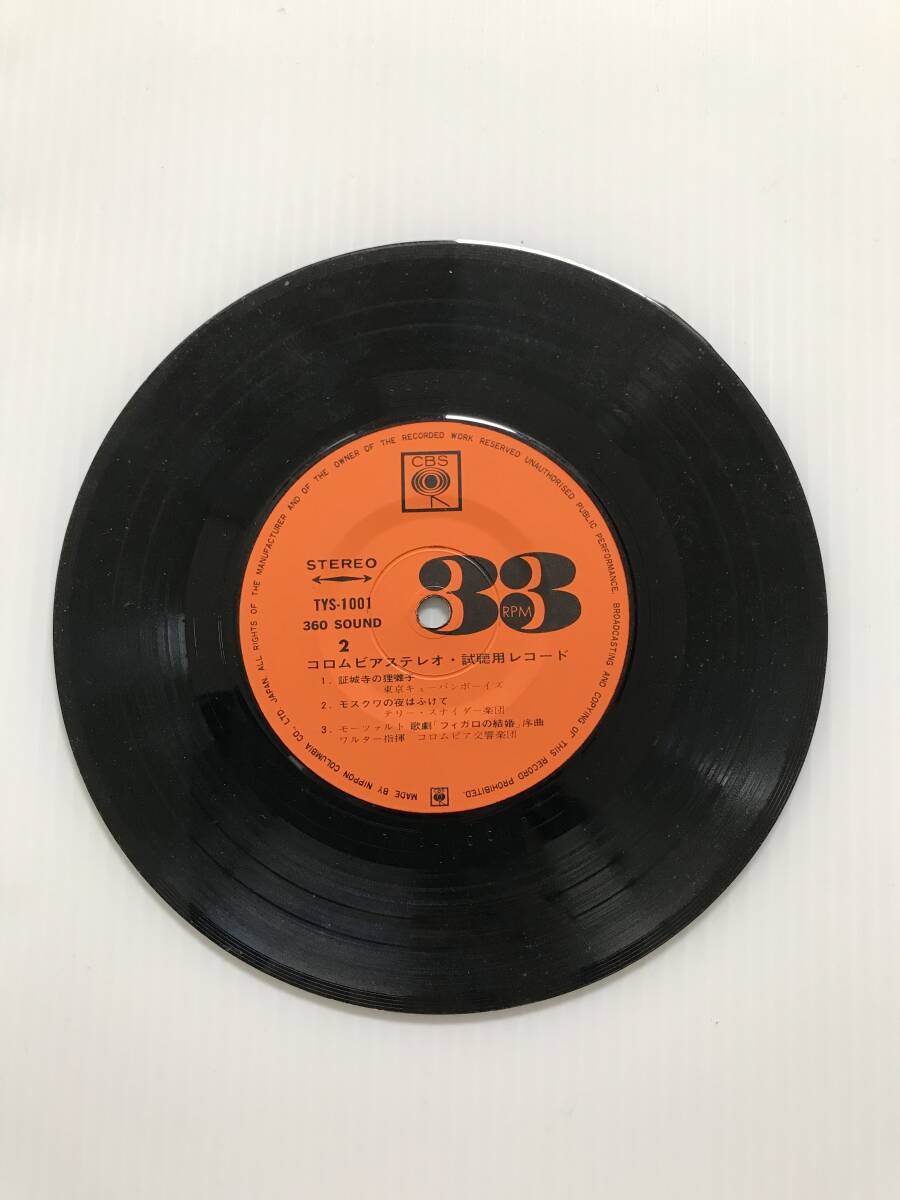 MADE BY NIPPON COLUMBIA CO., LTD. JAPAN. ALL RIGHTS OF THE MANUFACTURER AND OF THE OWNER OF THE RECORDED WORK RESERVED UNAUTHORISED PUBLIC PERFORMANCE, BROADCASTING AND COPYING OF THIS RECORD PROHIBITED.
CBS
STEREO
33
RPM
TYS-1001
360 SOUND
2
コロムビアステレオ・試聴用レコード
1. 証城寺の狸囃子
東京キューバンボーイズ
2. モスクワの夜はふけて
テリー・スナイダー楽団
3. モーツァルト 歌劇「フィガロの結婚」序曲
ワルター指揮 コロムビア交響楽団
CBS